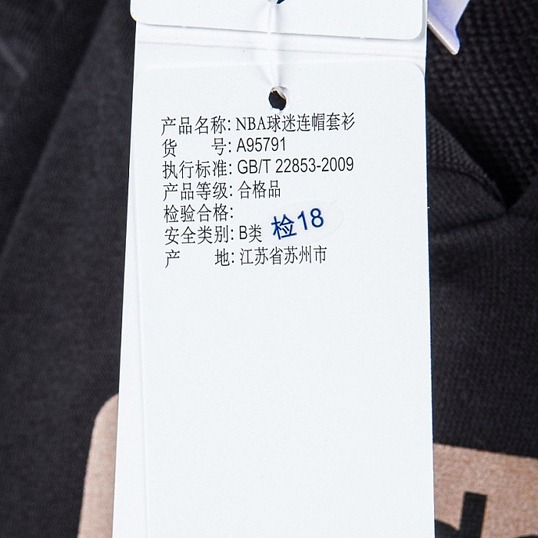 产品名称: NBA球迷连帽套衫
货 号: A95791
执行标准: GB/T 22853-2009
产品等级: 合格品
检验合格:
检18
安全类别: B类
产 地: 江苏省苏州市